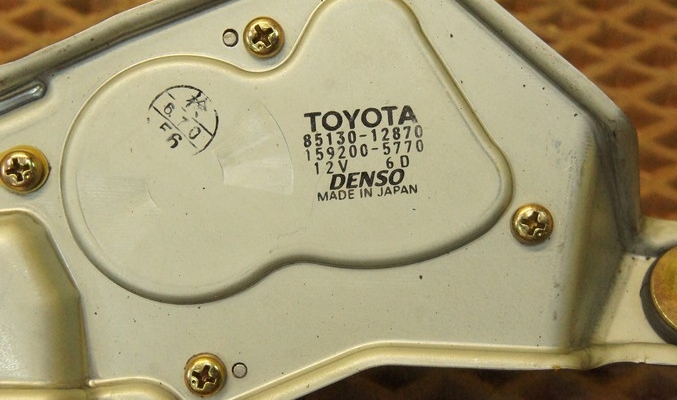 TOYOTA
85130-12870
159200-5770
12V 6D
DENSO
MADE IN JAPAN